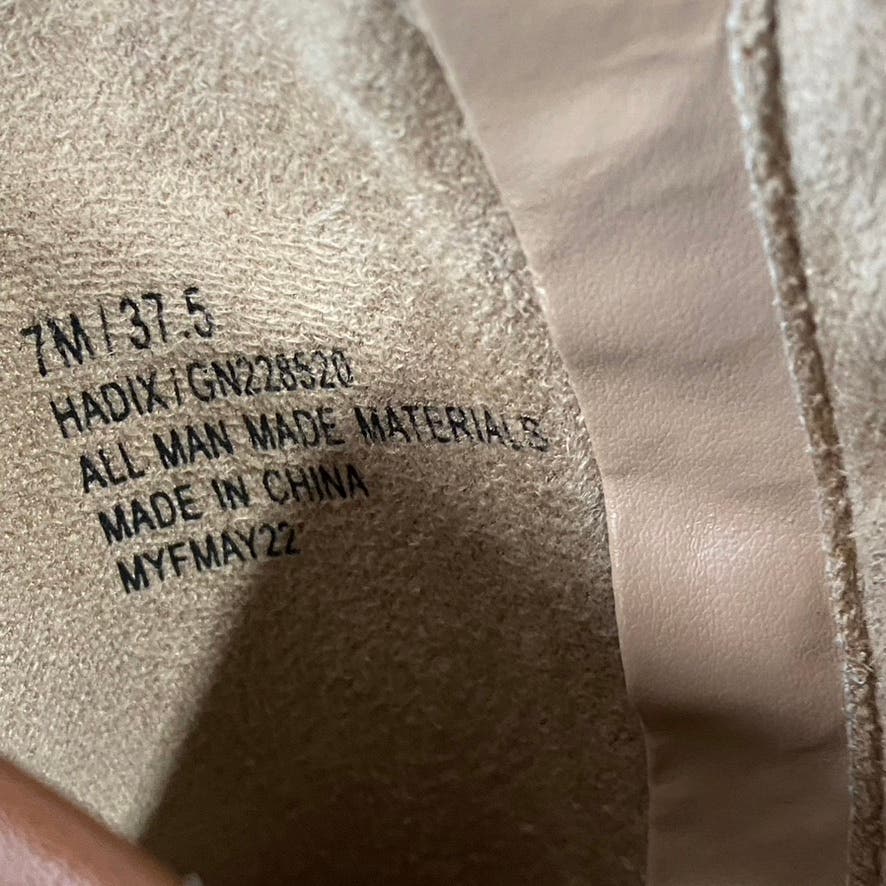 7M/37.5
HADIX/GN228520
ALL MAN MADE MATERIALS
MADE IN CHINA
MYFMAY22